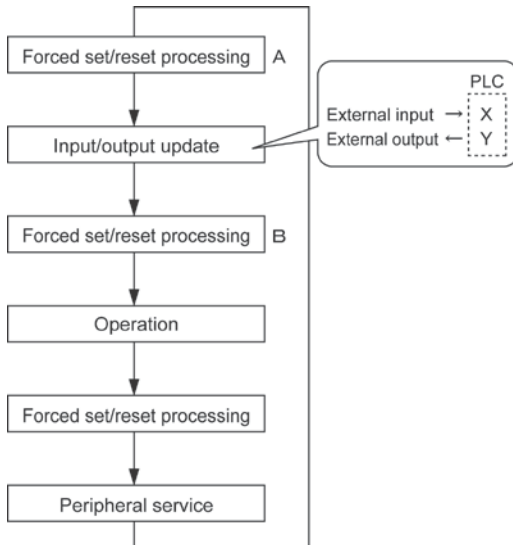 Forced set/reset processing A
PLC
External input → X
External output ← Y
Input/output update
Forced set/reset processing B
Operation
Forced set/reset processing
Peripheral service